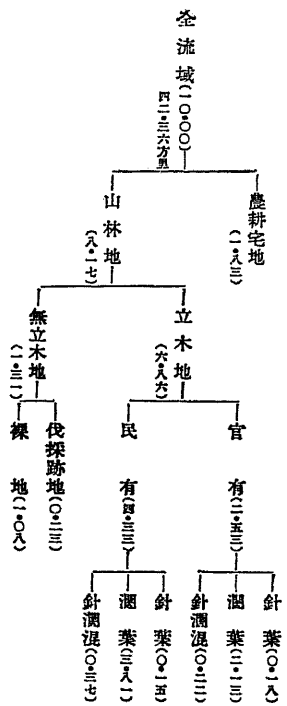 全流域(一〇・〇〇)
四二・三六方里
農耕宅地(一・八三)
山林地(八・一七)
立木地(六・八六)
無立木地(一・三一)
官有(二・五三)
民有(四・三三)
伐採跡地(〇・二三)
裸地(一・〇八)
針葉(〇・一八)
濶葉(二・一三)
針濶混(〇・二二)
針葉(〇・一五)
濶葉(三・八一)
針濶混(〇・三七)